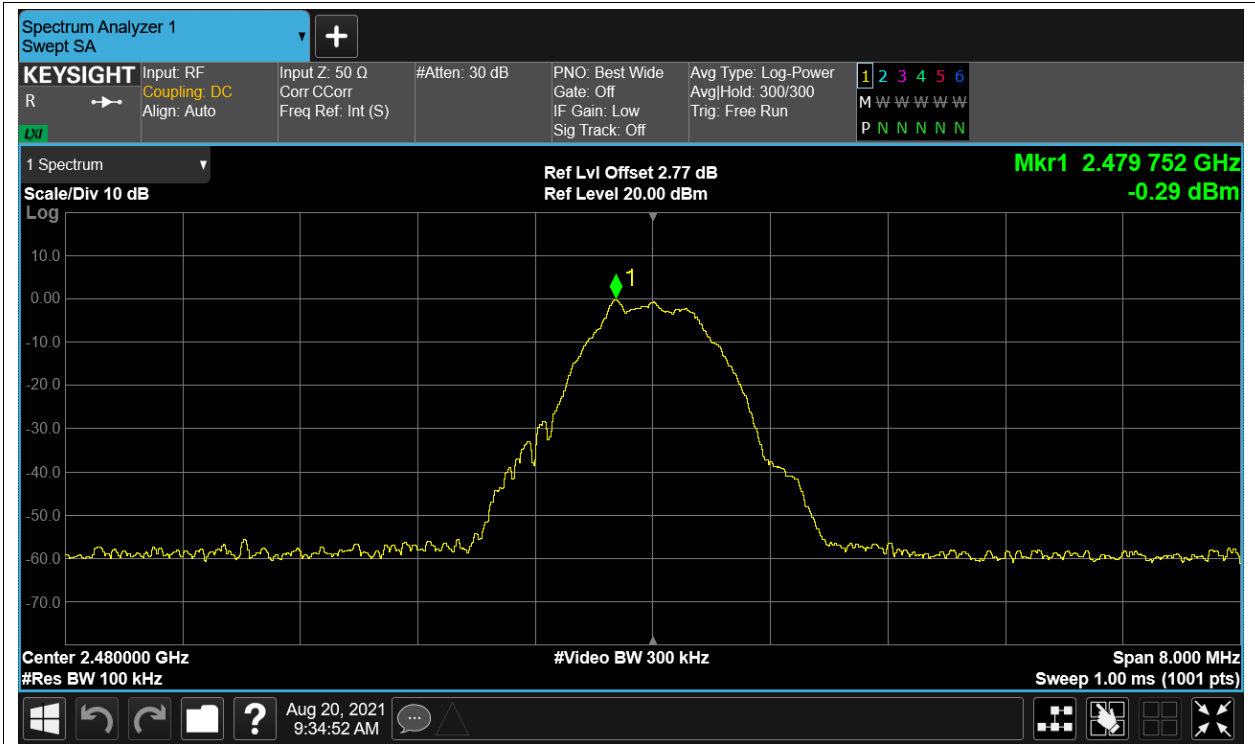 Spectrum Analyzer 1
Swept SA
KEYSIGHT
R
LXI
Input: RF
Coupling: DC
Align: Auto
Input Z: 50 Ω
Corr CCorr
Freq Ref: Int (S)
#Atten: 30 dB
PNO: Best Wide
Gate: Off
IF Gain: Low
Sig Track: Off
Avg Type: Log-Power
Avg|Hold: 300/300
Trig: Free Run
1 2 3 4 5 6
M W W W W W
P N N N N N
1 Spectrum
Scale/Div 10 dB
Log
Ref Lvl Offset 2.77 dB
Ref Level 20.00 dBm
Mkr1 2.479 752 GHz
-0.29 dBm
1
10.0
0.00
-10.0
-20.0
-30.0
-40.0
-50.0
-60.0
-70.0
Center 2.480000 GHz
#Res BW 100 kHz
#Video BW 300 kHz
Span 8.000 MHz
Sweep 1.00 ms (1001 pts)
?
Aug 20, 2021
9:34:52 AM